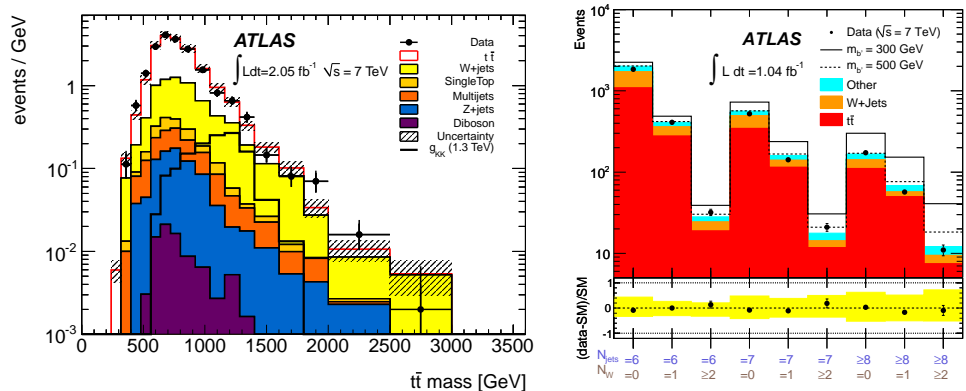 events / GeV
1
10⁻¹
10⁻²
10⁻³
ATLAS
∫Ldt=2.05 fb⁻¹ √s = 7 TeV
Data
t t̄
W+jets
SingleTop
Multijets
Z+jets
Diboson
Uncertainty
g_KK (1.3 TeV)
0 500 1000 1500 2000 2500 3000 3500
tt̄ mass [GeV]
Events
10⁴
10³
10²
10
ATLAS
∫ L dt =1.04 fb⁻¹
Data (√s = 7 TeV)
m_b' = 300 GeV
m_b' = 500 GeV
Other
W+Jets
tt̄
(data-SM)/SM
1
0
-1
N_jets =6 =6 =6 =7 =7 =7 ≥8 ≥8 ≥8
N_W =0 =1 ≥2 =0 =1 ≥2 =0 =1 ≥2